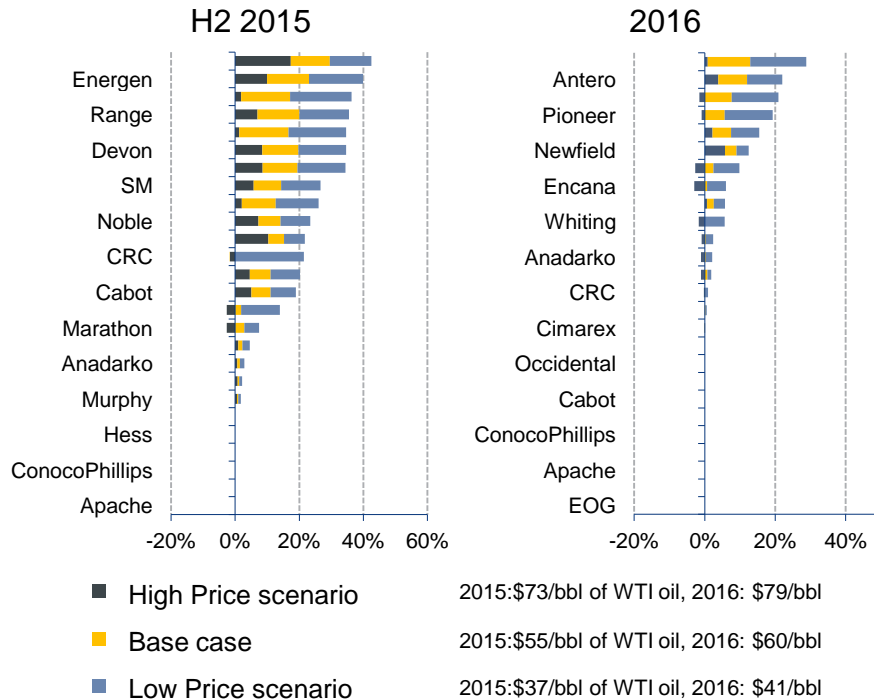 H2 2015
Energen
Range
Devon
SM
Noble
CRC
Cabot
Marathon
Anadarko
Murphy
Hess
ConocoPhillips
Apache
-20% 0% 20% 40% 60%
2016
Antero
Pioneer
Newfield
Encana
Whiting
Anadarko
CRC
Cimarex
Occidental
Cabot
ConocoPhillips
Apache
EOG
-20% 0% 20% 40%
High Price scenario 2015:$73/bbl of WTI oil, 2016: $79/bbl
Base case 2015:$55/bbl of WTI oil, 2016: $60/bbl
Low Price scenario 2015:$37/bbl of WTI oil, 2016: $41/bbl